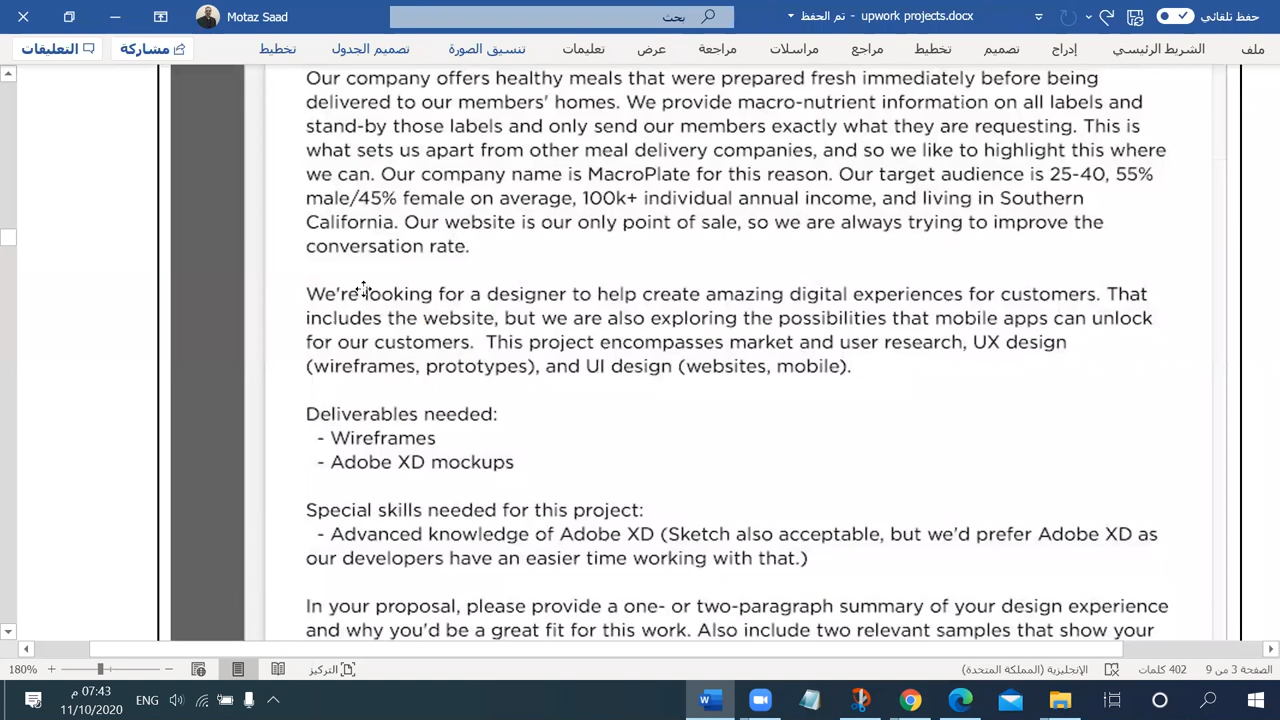 حفظ تلقائي
upwork projects.docx – تم الحفظ
بحث
Motaz Saad
ملف
الشريط الرئيسي
إدراج
تصميم
تخطيط
مراجع
مراسلات
مراجعة
عرض
تعليمات
تنسيق الصورة
تصميم الجدول
تخطيط
مشاركة
التعليقات
Our company offers healthy meals that were prepared fresh immediately before being
delivered to our members' homes. We provide macro-nutrient information on all labels and
stand-by those labels and only send our members exactly what they are requesting. This is
what sets us apart from other meal delivery companies, and so we like to highlight this where
we can. Our company name is MacroPlate for this reason. Our target audience is 25-40, 55%
male/45% female on average, 100k+ individual annual income, and living in Southern
California. Our website is our only point of sale, so we are always trying to improve the
conversation rate.
We're looking for a designer to help create amazing digital experiences for customers. That
includes the website, but we are also exploring the possibilities that mobile apps can unlock
for our customers. This project encompasses market and user research, UX design
(wireframes, prototypes), and UI design (websites, mobile).
Deliverables needed:
- Wireframes
- Adobe XD mockups
Special skills needed for this project:
- Advanced knowledge of Adobe XD (Sketch also acceptable, but we'd prefer Adobe XD as
our developers have an easier time working with that.)
In your proposal, please provide a one- or two-paragraph summary of your design experience
and why you'd be a great fit for this work. Also include two relevant samples that show your
الصفحة 3 من 9
402 كلمات
الإنجليزية (المملكة المتحدة)
التركيز
180%
07:43 م
11/10/2020
ENG